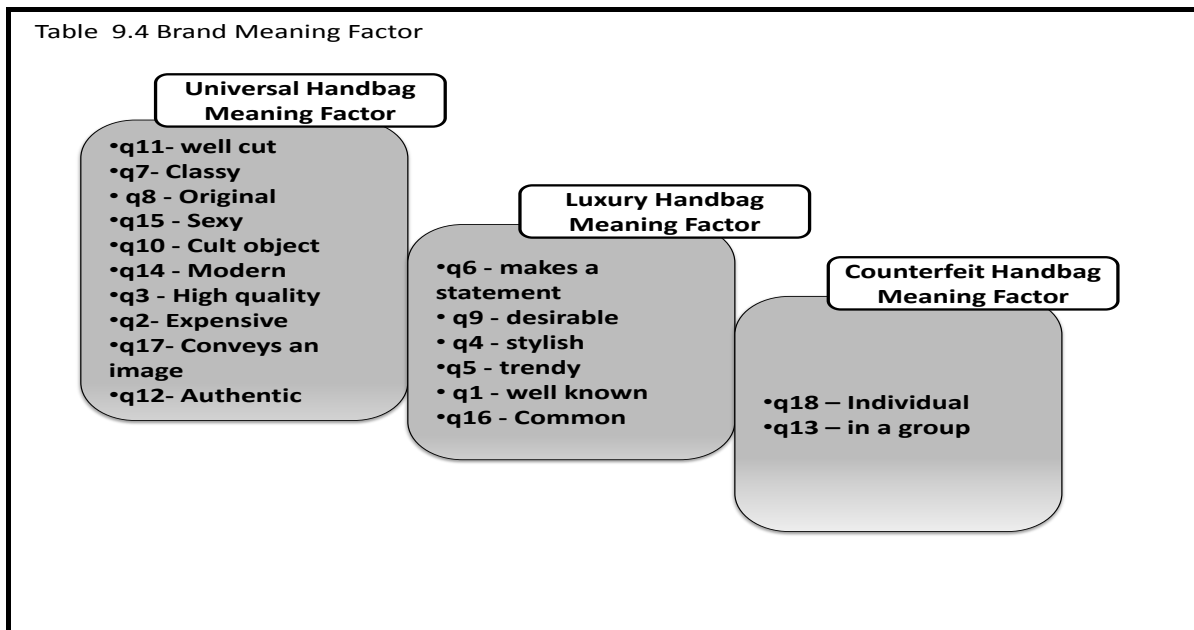 Table 9.4 Brand Meaning Factor
Universal Handbag
Meaning Factor
•q11- well cut
•q7- Classy
• q8 - Original
•q15 - Sexy
•q10 - Cult object
•q14 - Modern
•q3 - High quality
•q2- Expensive
•q17- Conveys an
image
•q12- Authentic
Luxury Handbag
Meaning Factor
•q6 - makes a
statement
• q9 - desirable
• q4 - stylish
•q5 - trendy
• q1 - well known
•q16 - Common
Counterfeit Handbag
Meaning Factor
•q18 – Individual
•q13 – in a group